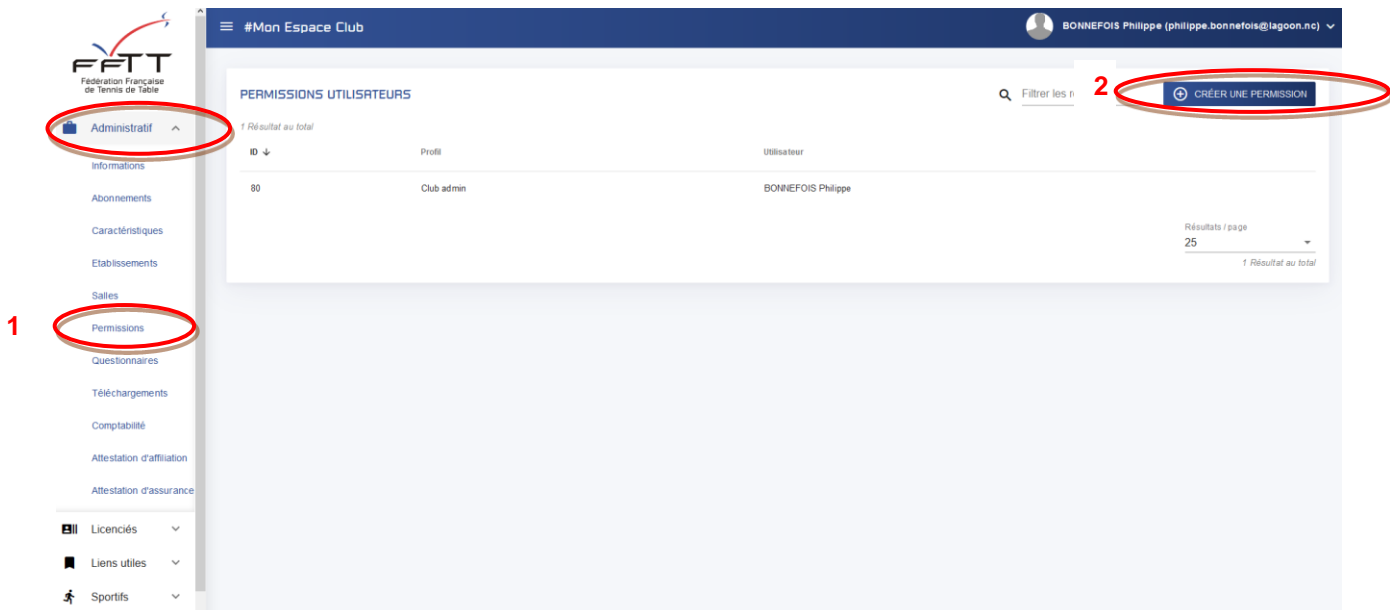 FFTT
Fédération Française
de Tennis de Table
#Mon Espace Club
BONNEFOIS Philippe (philippe.bonnefois@lagoon.nc)
Administratif
Informations
Abonnements
Caractéristiques
Etablissements
Salles
1
Permissions
Questionnaires
Téléchargements
Comptabilité
Attestation d'affiliation
Attestation d'assurance
Licenciés
Liens utiles
Sportifs
PERMISSIONS UTILISATEURS
Filtrer les
2
CRÉER UNE PERMISSION
1 Résultat au total
ID Profil Utilisateur
80 Club admin BONNEFOIS Philippe
Résultats / page
25
1 Résultat au total